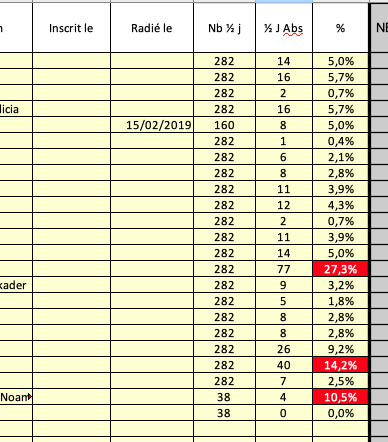 Inscrit le Radié le Nb ½ j ½ J Abs %
282 14 5,0%
282 16 5,7%
282 2 0,7%
licia 282 16 5,7%
15/02/2019 160 8 5,0%
282 1 0,4%
282 6 2,1%
282 8 2,8%
282 11 3,9%
282 12 4,3%
282 2 0,7%
282 11 3,9%
282 14 5,0%
282 77 27,3%
kader 282 9 3,2%
282 5 1,8%
282 8 2,8%
282 8 2,8%
282 26 9,2%
282 40 14,2%
282 7 2,5%
Noam 38 4 10,5%
38 0 0,0%